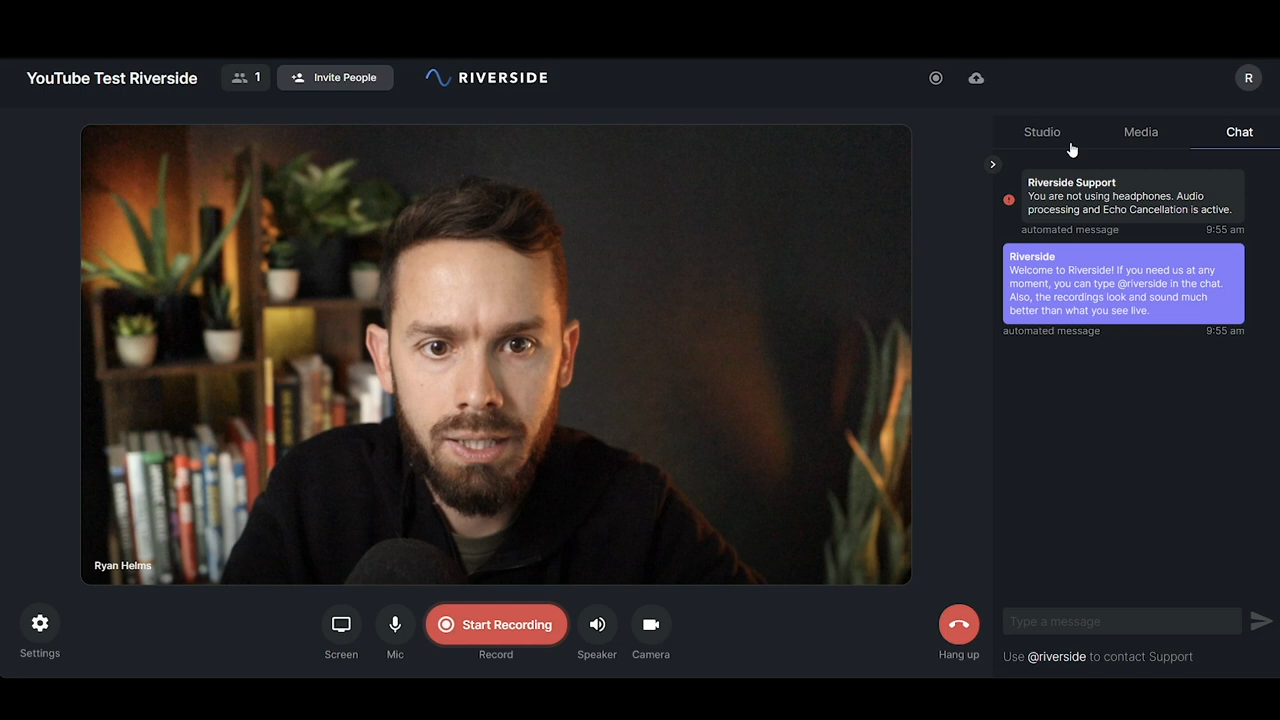 YouTube Test Riverside
1
Invite People
RIVERSIDE
R
Studio
Media
Chat
Riverside Support
You are not using headphones. Audio
processing and Echo Cancellation is active.
automated message
9:55 am
Riverside
Welcome to Riverside! If you need us at any
moment, you can type @riverside in the chat.
Also, the recordings look and sound much
better than what you see live.
automated message
9:55 am
Ryan Helms
Settings
Screen
Mic
Start Recording
Record
Speaker
Camera
Hang up
Type a message
Use @riverside to contact Support